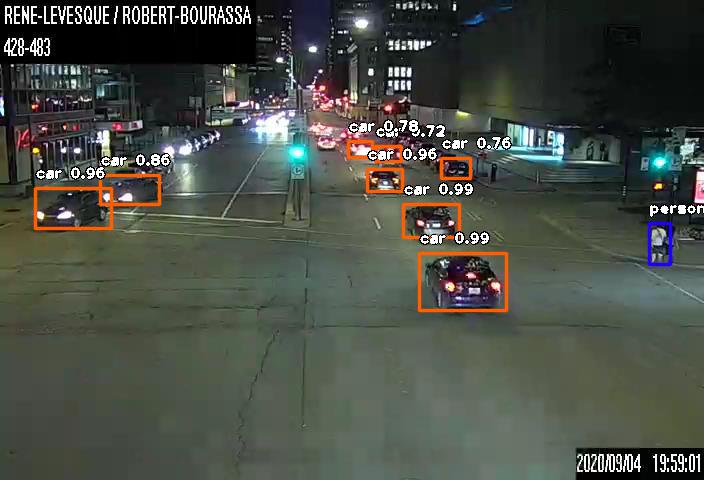 RENE-LEVESQUE / ROBERT-BOURASSA
428-483
car 0.78
car 0.72
car 0.76
car 0.86
car 0.96
car 0.96
car 0.99
person
car 0.99
2020/09/04 19:59:01